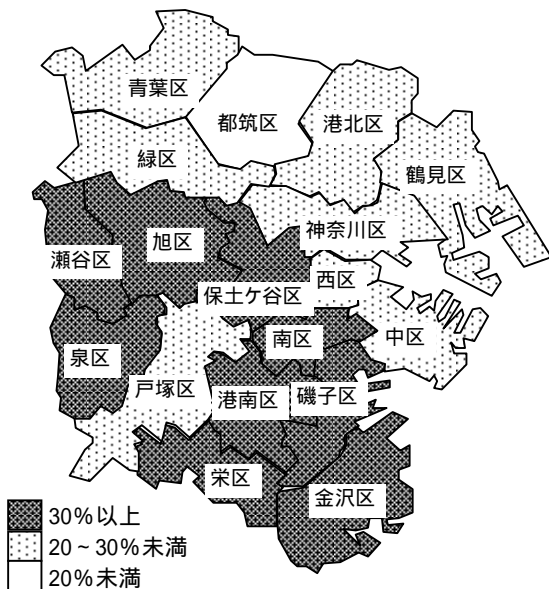 青葉区
都筑区
港北区
緑区
鶴見区
神奈川区
旭区
瀬谷区
西区
保土ケ谷区
南区
中区
泉区
戸塚区
港南区
磯子区
栄区
金沢区
30%以上
20~30%未満
20%未満